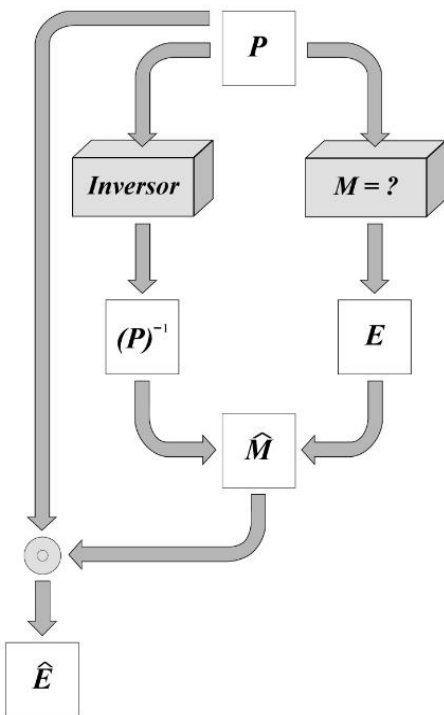 P
Inversor
M = ?
(P)⁻¹
E
M̂
Ê